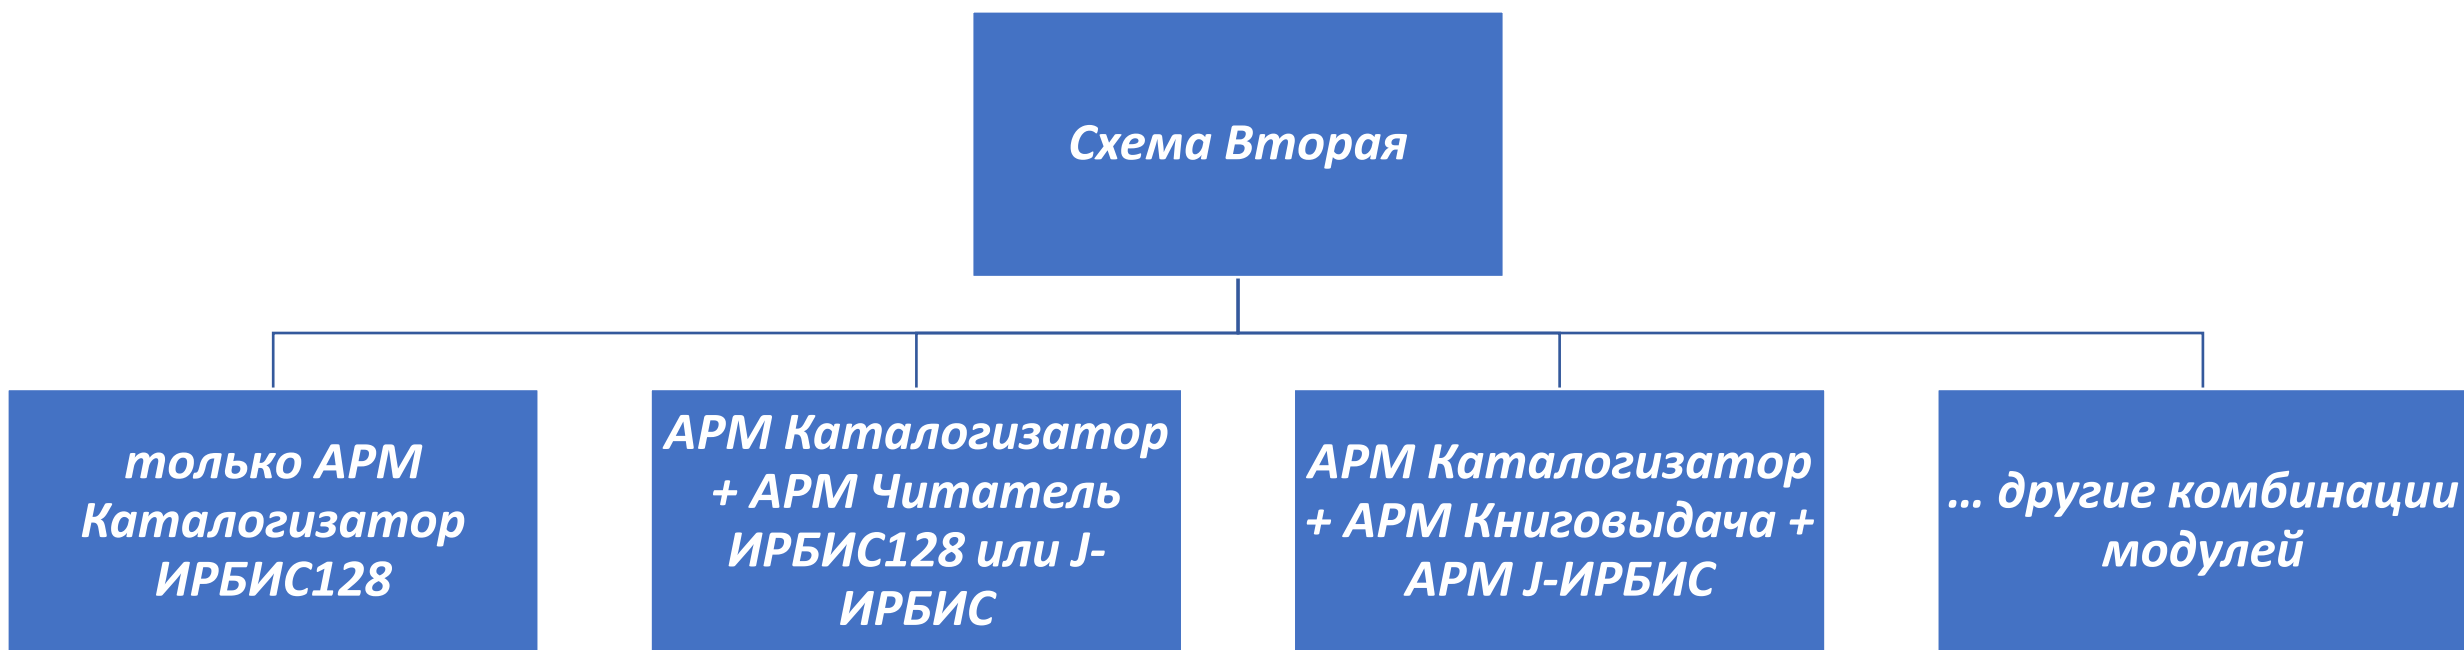 Схема Вторая
только АРМ
Каталогизатор
ИРБИС128
АРМ Каталогизатор
+ АРМ Читатель
ИРБИС128 или J-
ИРБИС
АРМ Каталогизатор
+ АРМ Книговыдача +
АРМ J-ИРБИС
... другие комбинации
модулей